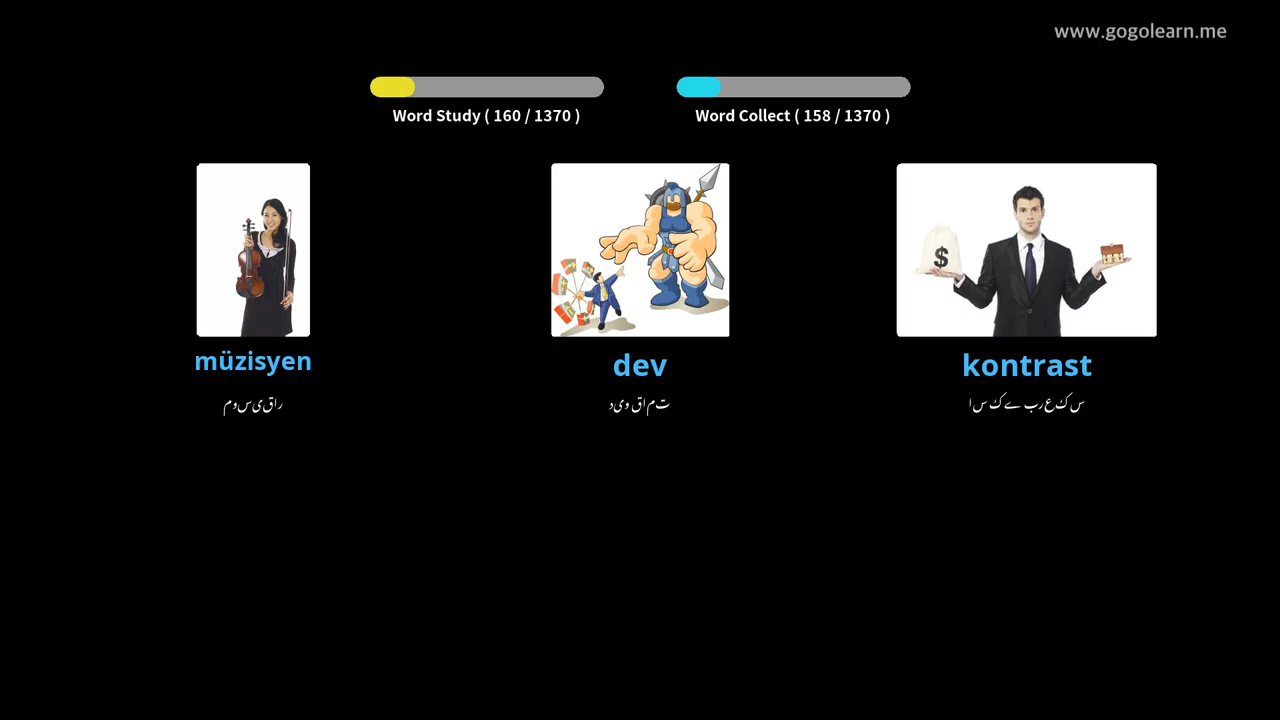 www.gogolearn.me
Word Study ( 160 / 1370 )
Word Collect ( 158 / 1370 )
müzisyen
dev
kontrast
موسیقار
دیو قامت
اس کے برعکس